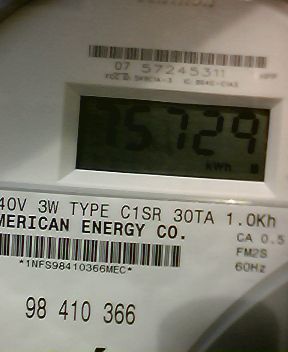 07 57245311
75729
kWh
40V 3W TYPE C1SR 30TA 1.0Kh
MERICAN ENERGY CO.
CA 0.5
FM2S
60Hz
*1NFS98410366MEC*
98 410 366